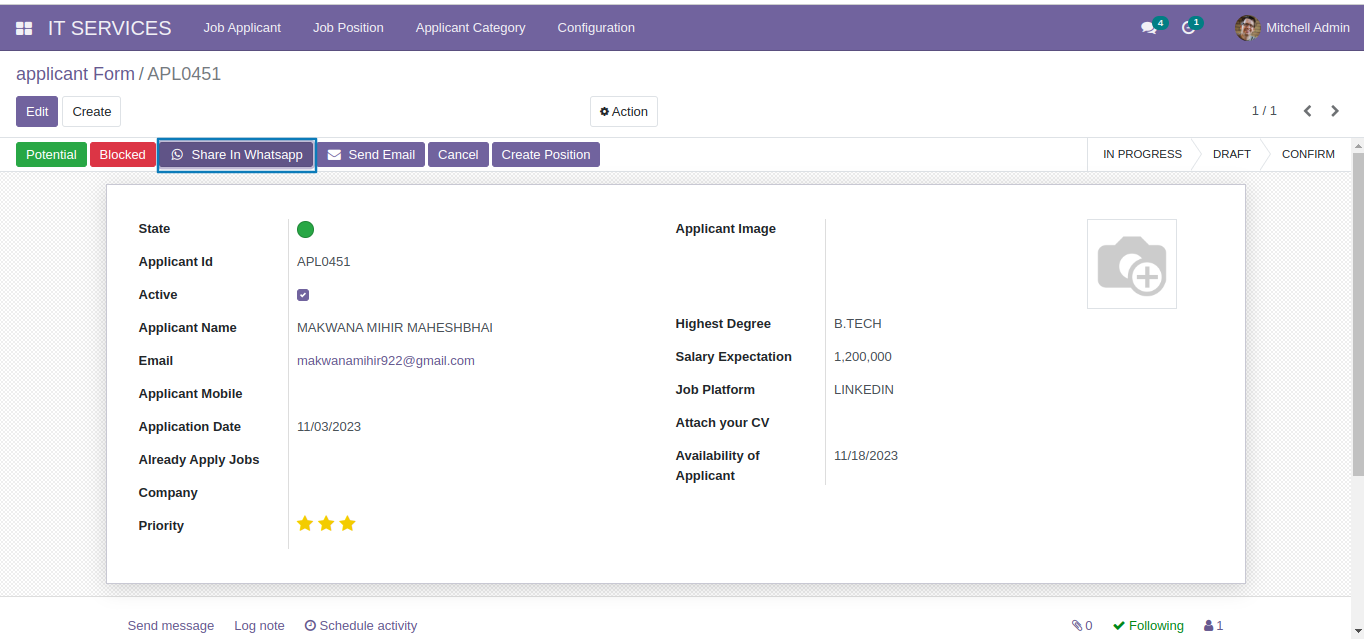 IT SERVICES Job Applicant Job Position Applicant Category Configuration 4 1 Mitchell Admin
applicant Form / APL0451
Edit Create Action 1 / 1
Potential Blocked Share In Whatsapp Send Email Cancel Create Position IN PROGRESS DRAFT CONFIRM
State
Applicant Id APL0451
Active
Applicant Name MAKWANA MIHIR MAHESHBHAI
Email makwanamihir922@gmail.com
Applicant Mobile
Application Date 11/03/2023
Already Apply Jobs
Company
Priority
Applicant Image
Highest Degree B.TECH
Salary Expectation 1,200,000
Job Platform LINKEDIN
Attach your CV
Availability of 11/18/2023
Applicant
Send message Log note Schedule activity 0 Following 1